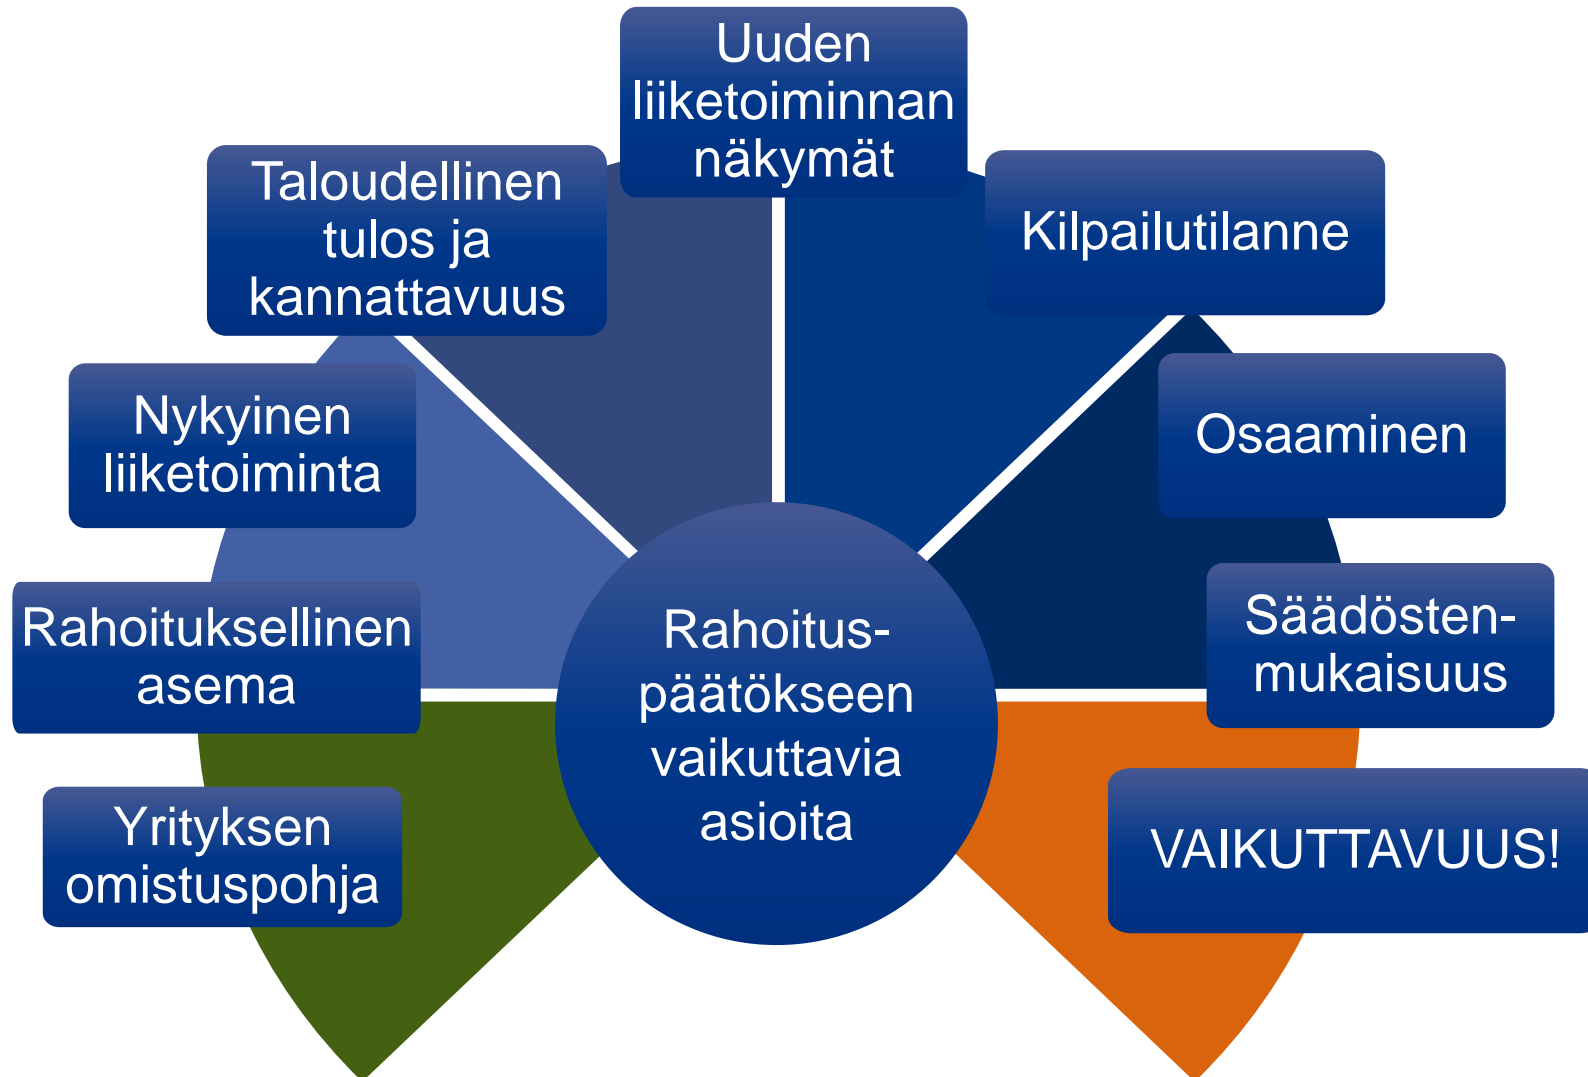 Uuden
liiketoiminnan
näkymät
Taloudellinen
tulos ja
kannattavuus
Kilpailutilanne
Nykyinen
liiketoiminta
Osaaminen
Rahoituksellinen
asema
Rahoitus-
päätökseen
vaikuttavia
asioita
Säädösten-
mukaisuus
Yrityksen
omistuspohja
VAIKUTTAVUUS!